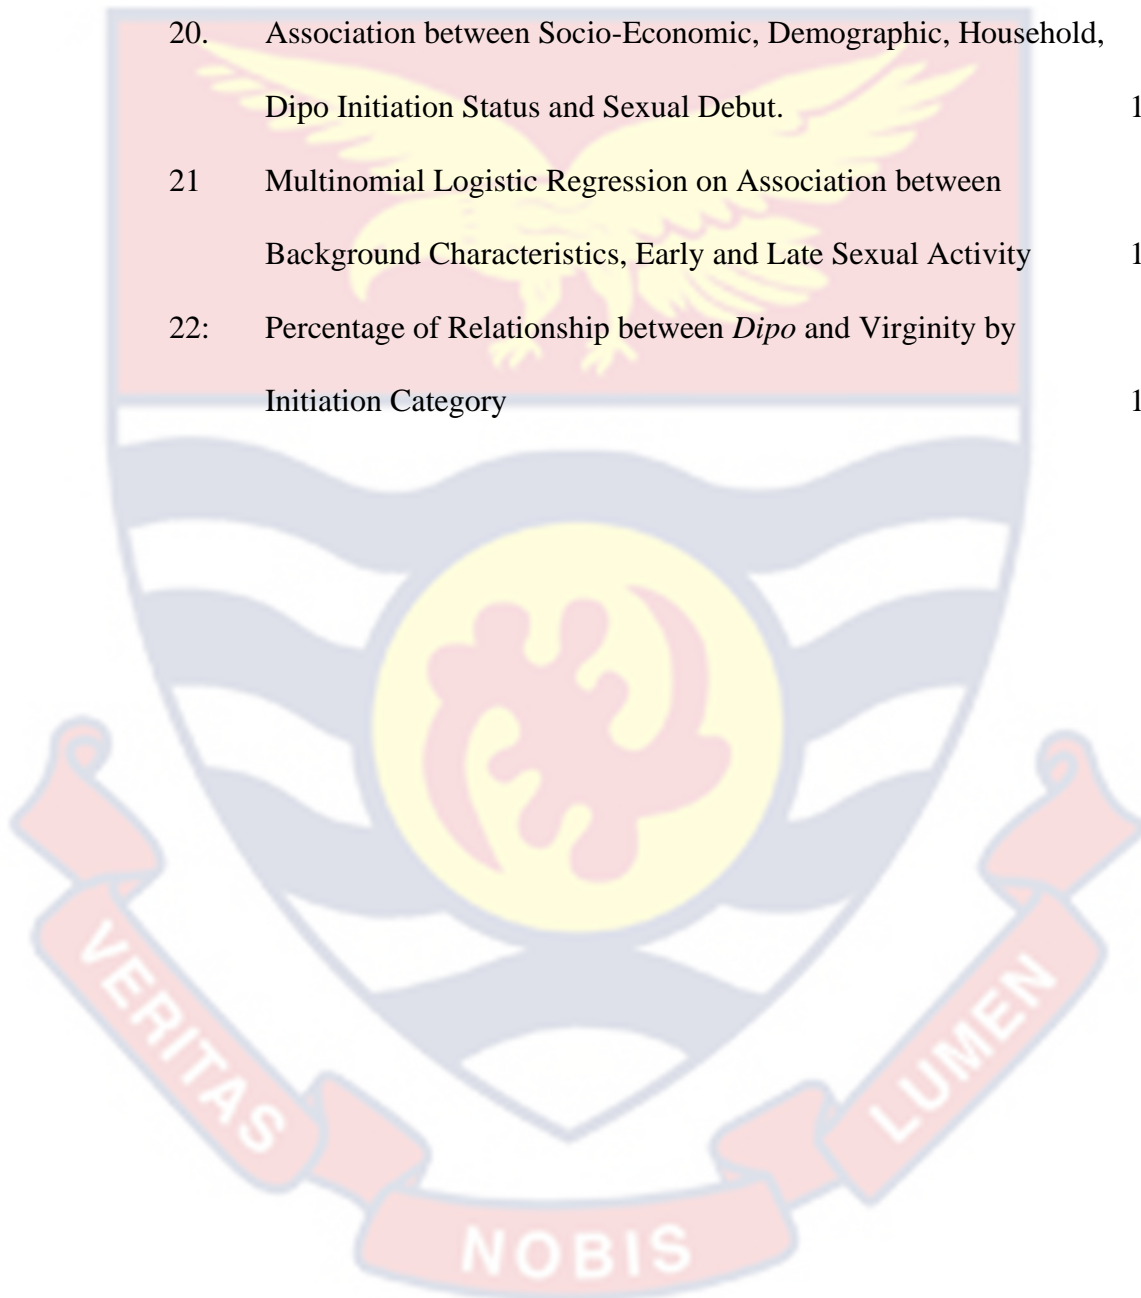 20. Association between Socio-Economic, Demographic, Household,
Dipo Initiation Status and Sexual Debut. 1
21 Multinomial Logistic Regression on Association between
Background Characteristics, Early and Late Sexual Activity 1
22: Percentage of Relationship between Dipo and Virginity by
Initiation Category 1
VERITAS
NOBIS
LUMEN